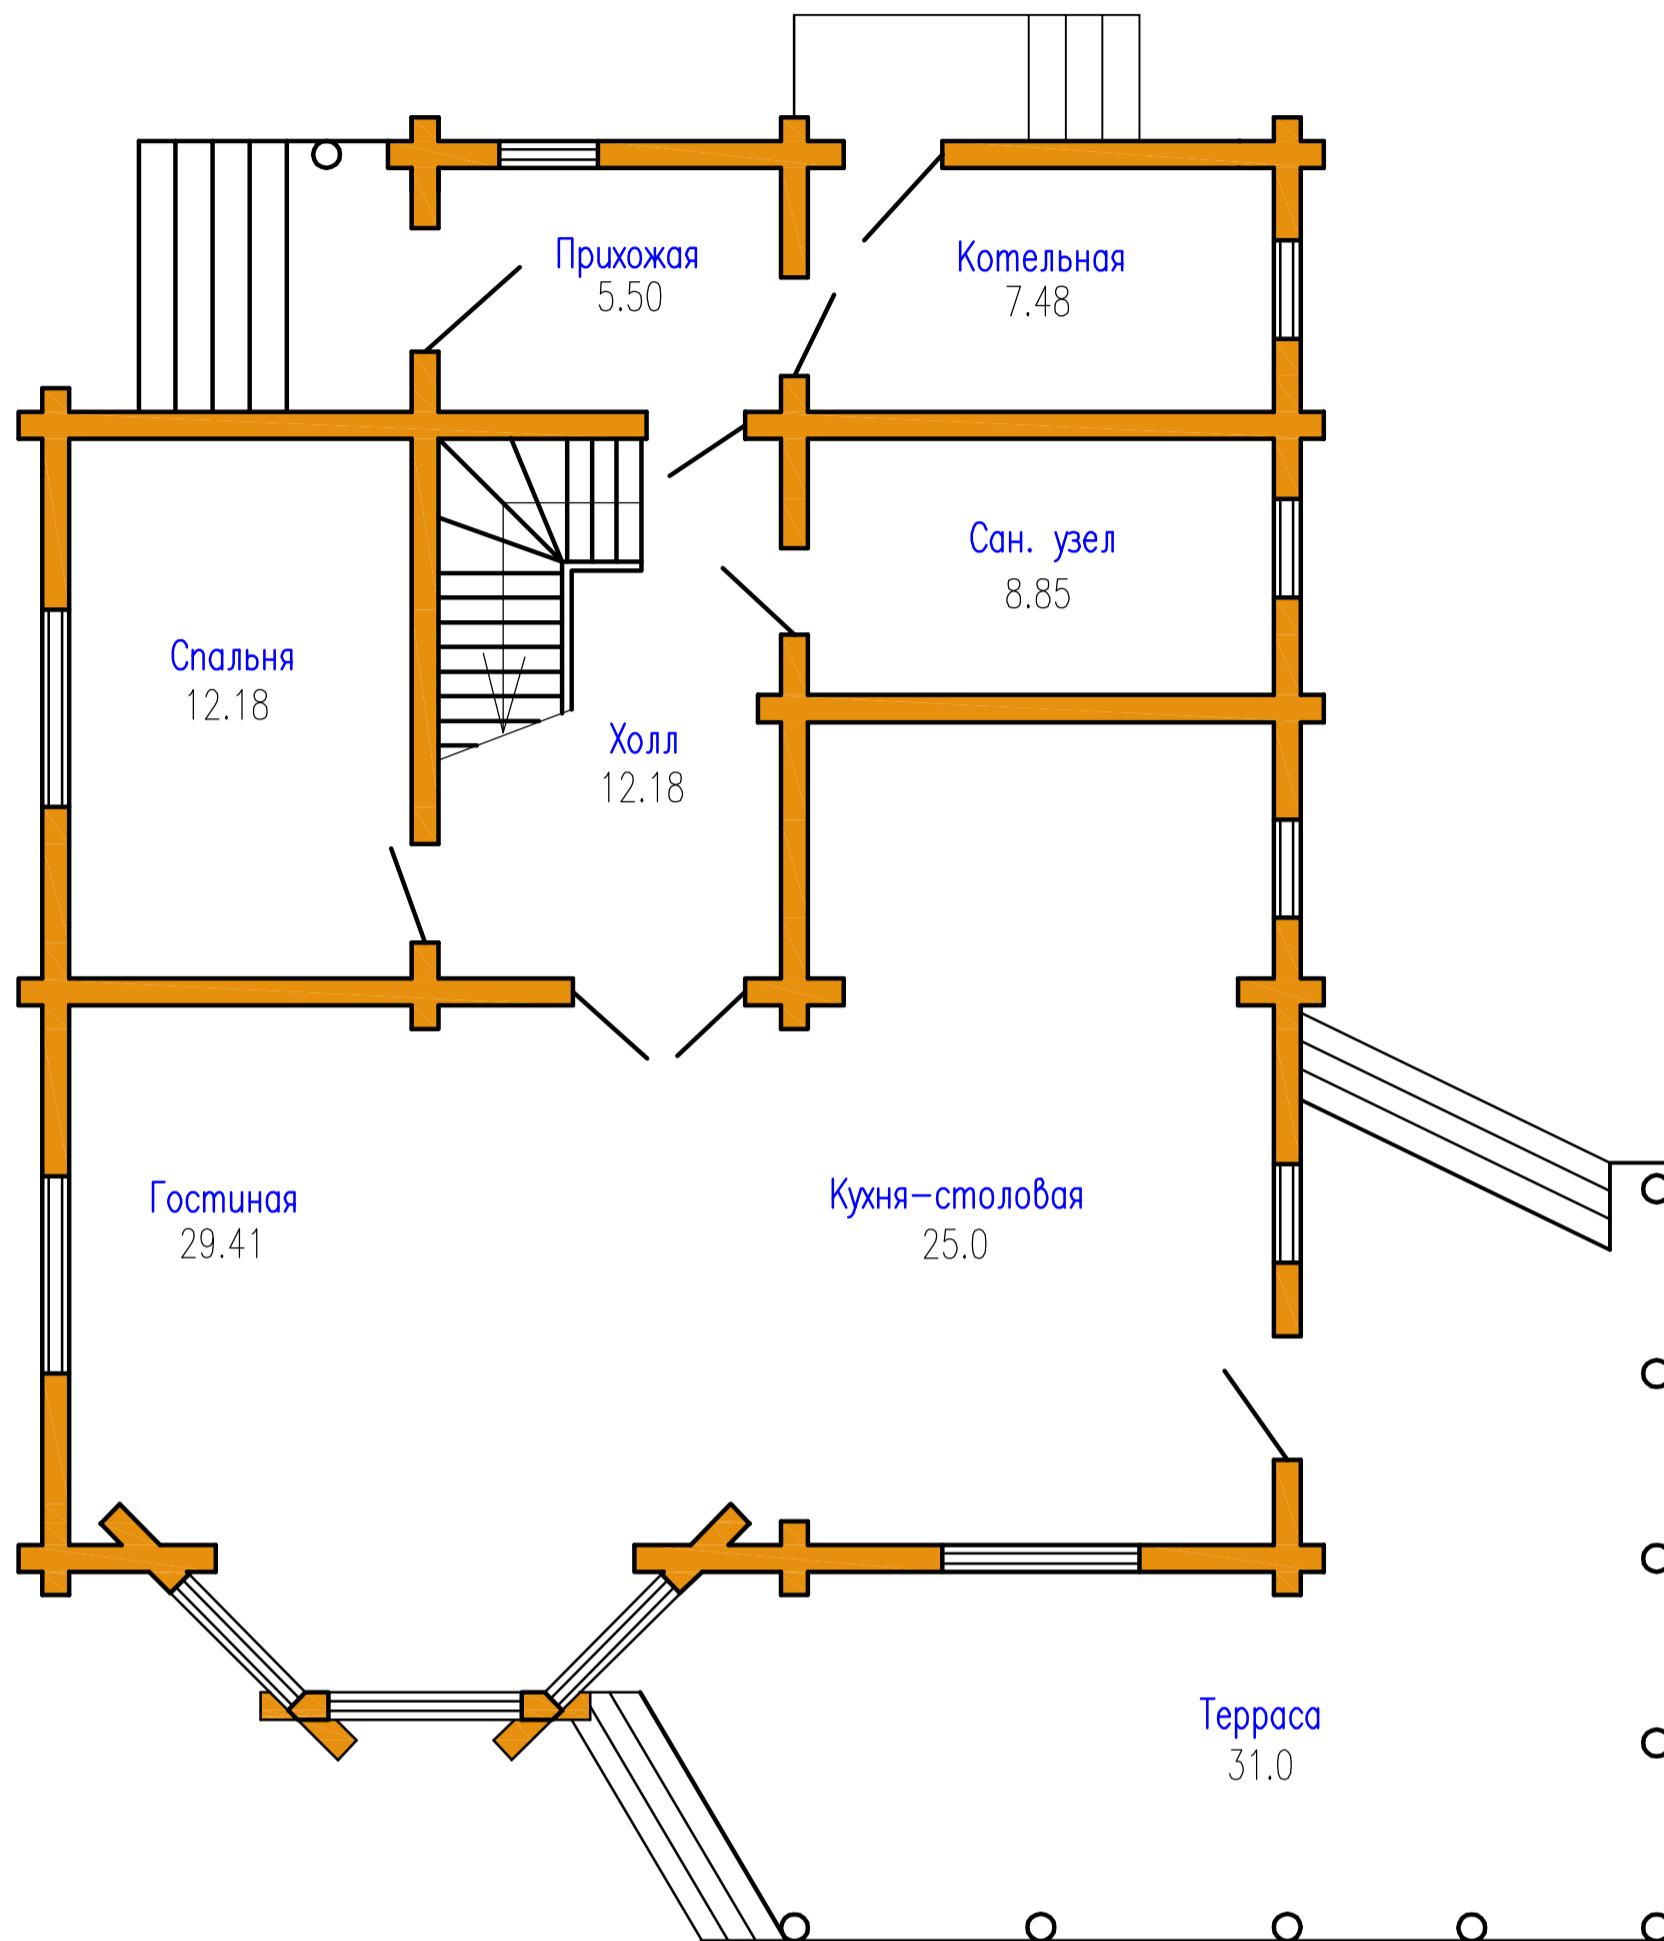 Прихожая
5.50
Котельная
7.48
Сан. узел
8.85
Спальня
12.18
Холл
12.18
Гостиная
29.41
Кухня-столовая
25.0
Терраса
31.0